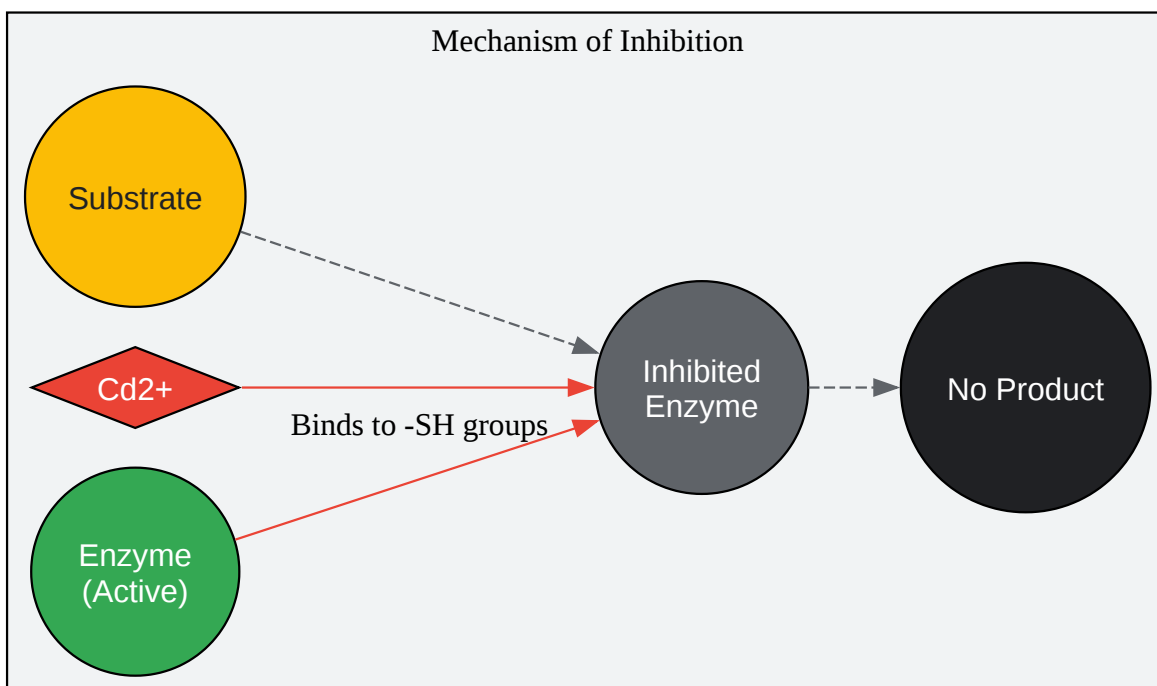 Mechanism of Inhibition
Substrate
Cd2+
Binds to -SH groups
Enzyme
(Active)
Inhibited
Enzyme
No Product